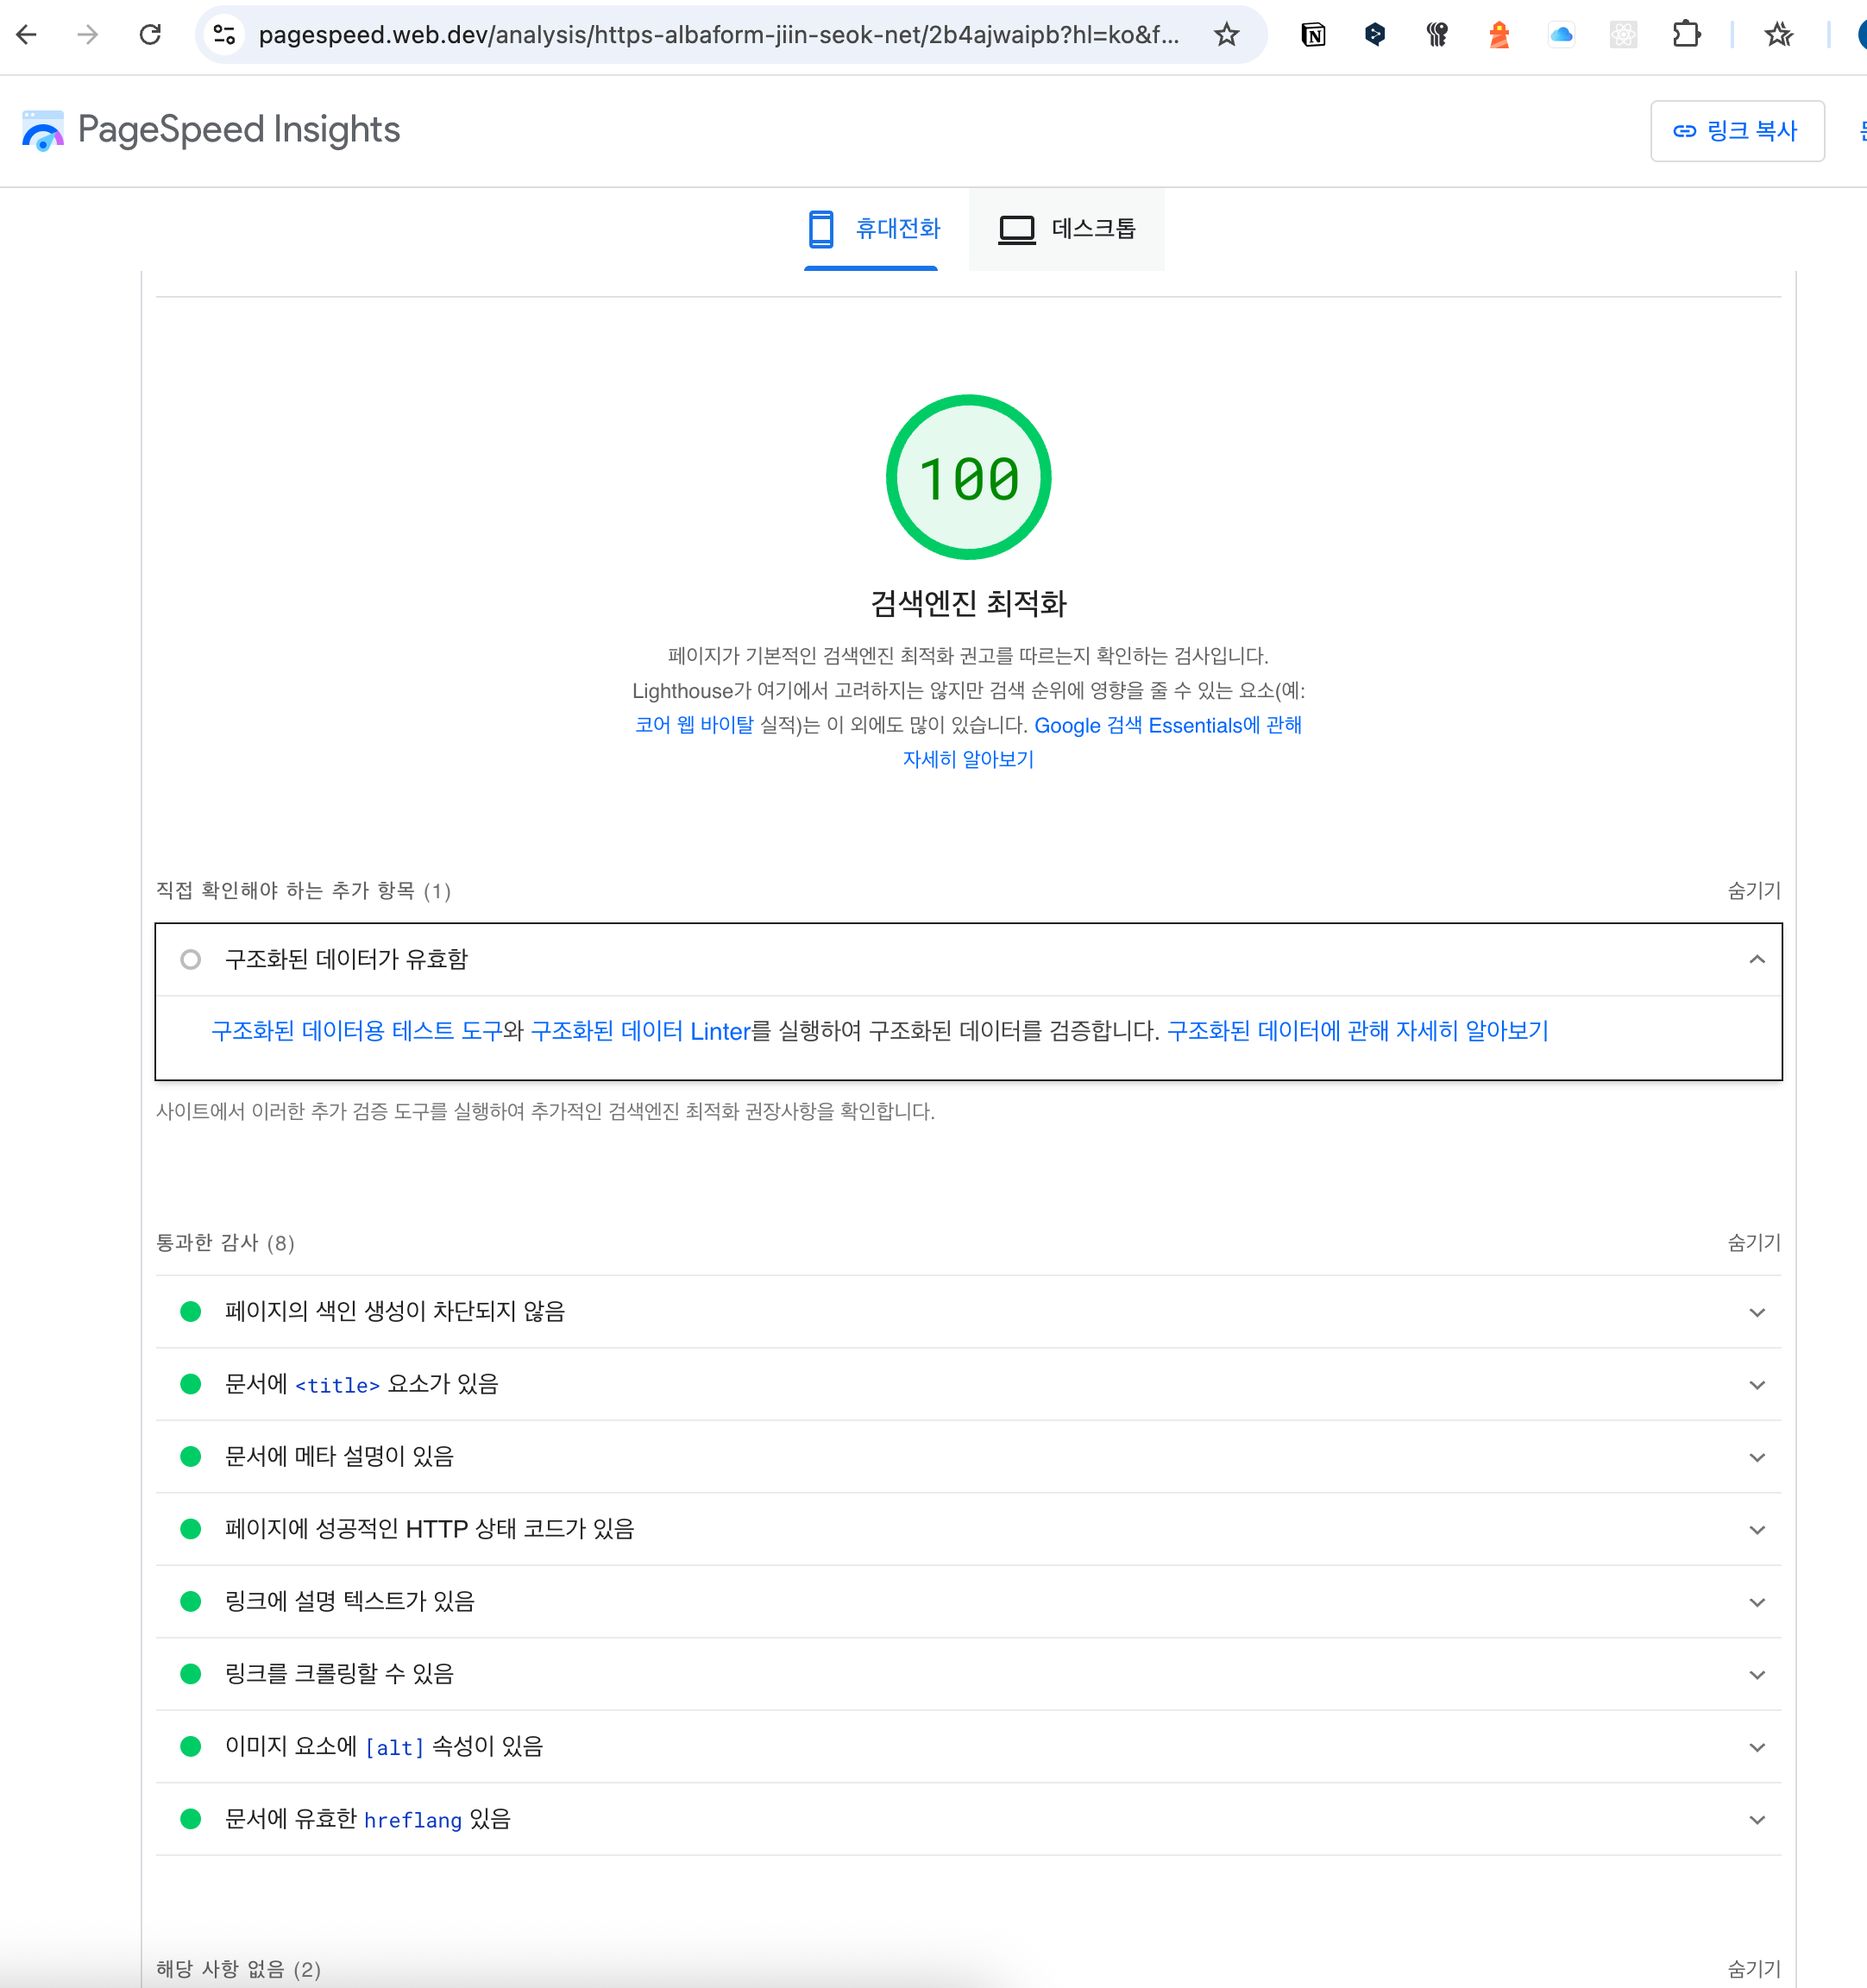 pagespeed.web.dev/analysis/https-albaform-jiin-seok-net/2b4ajwaipb?hl=ko&f...
PageSpeed Insights
링크 복사
휴대전화
데스크톱
100
검색엔진 최적화
페이지가 기본적인 검색엔진 최적화 권고를 따르는지 확인하는 검사입니다.
Lighthouse가 여기에서 고려하지는 않지만 검색 순위에 영향을 줄 수 있는 요소(예:
코어 웹 바이탈 실적)는 이 외에도 많이 있습니다. Google 검색 Essentials에 관해
자세히 알아보기
직접 확인해야 하는 추가 항목 (1)
숨기기
구조화된 데이터가 유효함
구조화된 데이터용 테스트 도구와 구조화된 데이터 Linter를 실행하여 구조화된 데이터를 검증합니다. 구조화된 데이터에 관해 자세히 알아보기
사이트에서 이러한 추가 검증 도구를 실행하여 추가적인 검색엔진 최적화 권장사항을 확인합니다.
통과한 감사 (8)
숨기기
페이지의 색인 생성이 차단되지 않음
문서에 <title> 요소가 있음
문서에 메타 설명이 있음
페이지에 성공적인 HTTP 상태 코드가 있음
링크에 설명 텍스트가 있음
링크를 크롤링할 수 있음
이미지 요소에 [alt] 속성이 있음
문서에 유효한 hreflang 있음
해당 사항 없음 (2)
숨기기